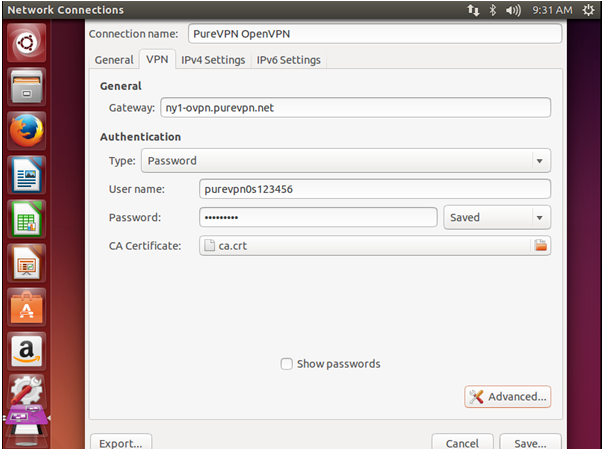 Network Connections 9:31 AM
Connection name: PureVPN OpenVPN
General VPN IPv4 Settings IPv6 Settings
General
Gateway: ny1-ovpn.purevpn.net
Authentication
Type: Password
User name: purevpn0s123456
Password: ••••••••• Saved
CA Certificate: ca.crt
Show passwords
Advanced...
Export... Cancel Save...